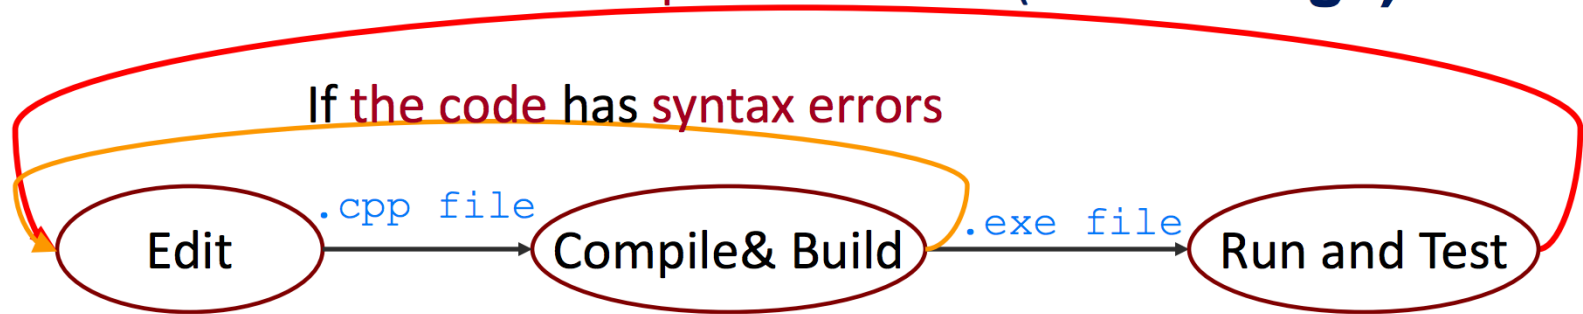 If the code has syntax errors
.cpp file
.exe file
Edit
Compile& Build
Run and Test